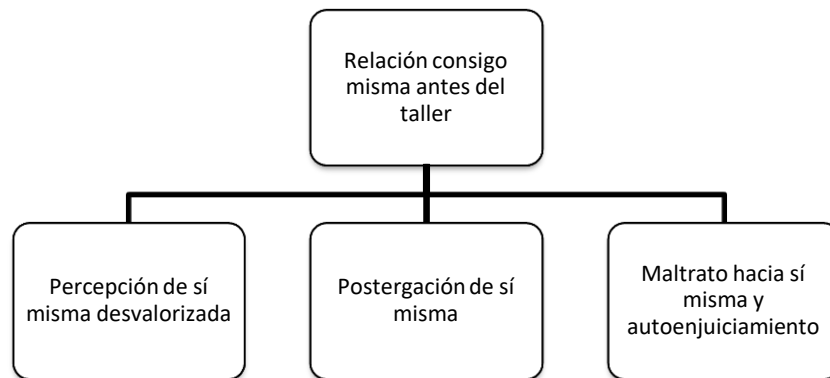 Relación consigo
misma antes del
taller
Percepción de sí
misma desvalorizada
Postergación de sí
misma
Maltrato hacia sí
misma y
autoenjuiciamiento